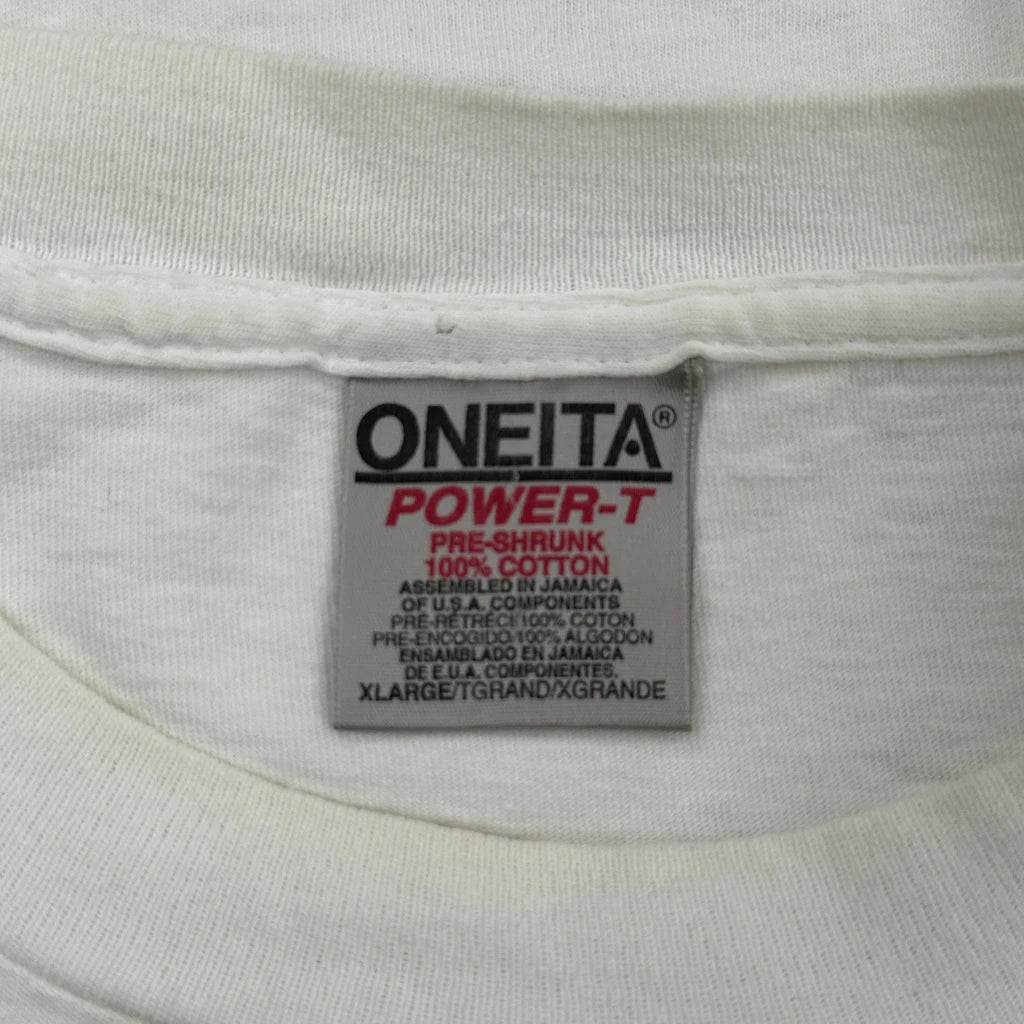 ONEITA®
POWER-T
PRE-SHRUNK
100% COTTON
ASSEMBLED IN JAMAICA
OF U.S.A. COMPONENTS
PRE-RÉTRÉCI/100% COTON
PRE-ENCOGIDO/100% ALGODON
ENSAMBLADO EN JAMAICA
DE E.U.A. COMPONENTES.
XLARGE/TGRAND/XGRANDE